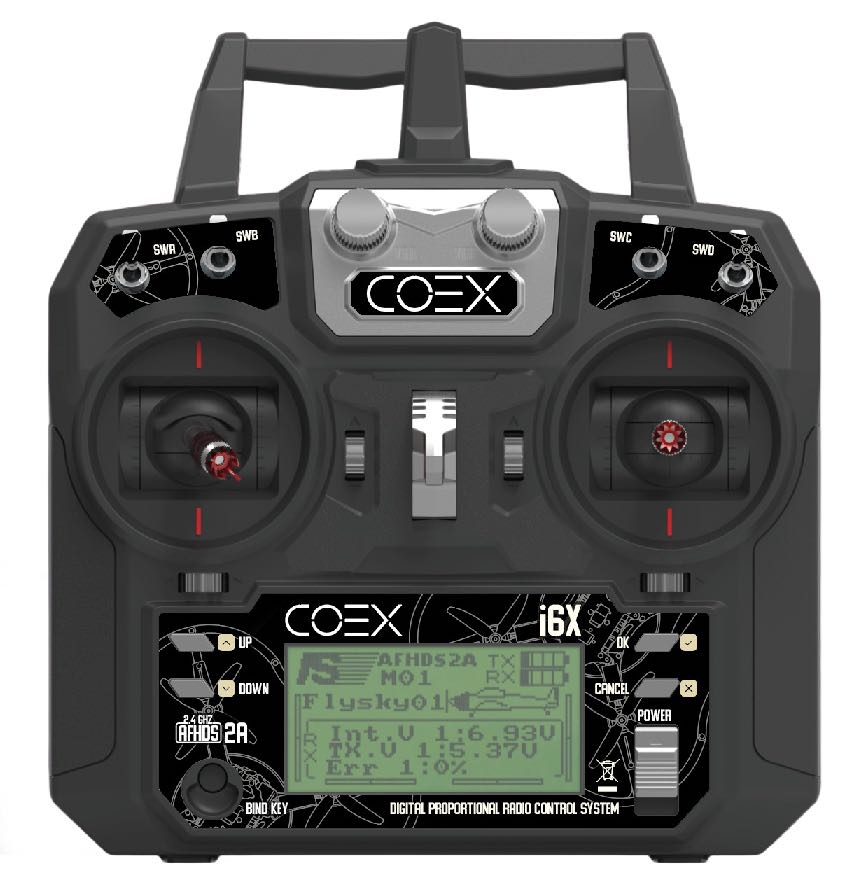 SWA
SWB
SWC
SWD
COEX
COEX
i6X
UP
DOWN
OK
CANCEL
POWER
AFHDS2A TX
M01 RX
Flysky01
RX
Int.V 1:6.93V
TX.V 1:5.37V
Err 1:0%
2.4 GHZ
AFHDS 2A
BIND KEY
DIGITAL PROPORTIONAL RADIO CONTROL SYSTEM